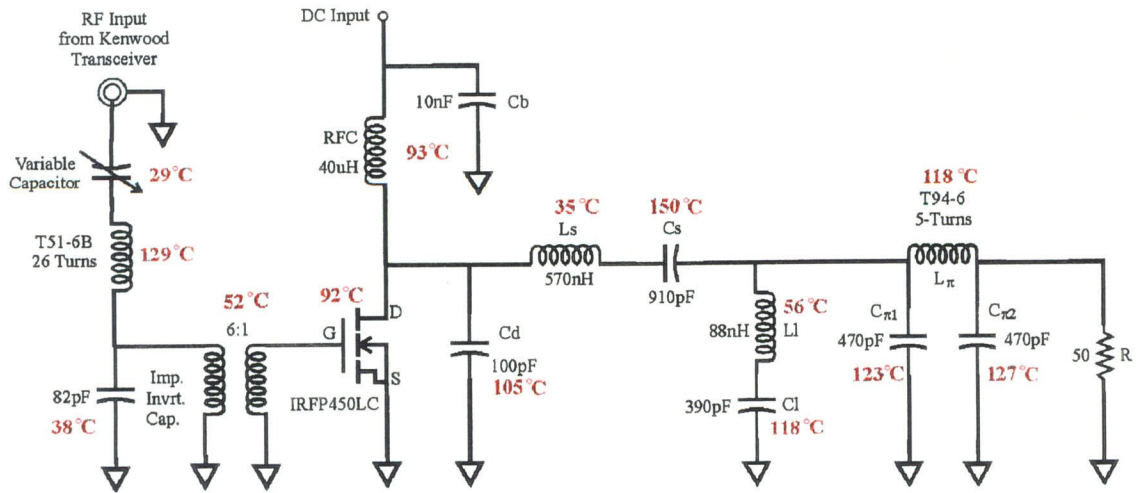 RF Input
from Kenwood
Transceiver
DC Input
10nF
Cb
RFC
40uH
93°C
Variable
Capacitor
29°C
118°C
T94-6
5-Turns
35°C
Ls
150°C
Cs
T51-6B
26 Turns
129°C
570nH
910pF
Lπ
52°C
6:1
92°C
D
G
S
Cd
100pF
105°C
56°C
88nH
Ll
Cπ1
470pF
123°C
Cπ2
470pF
127°C
50
R
82pF
38°C
Imp.
Invrt.
Cap.
IRFP450LC
390pF
Cl
118°C